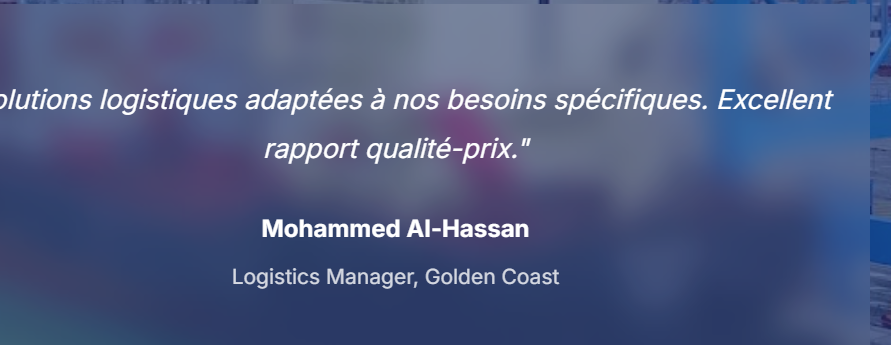 olutions logistiques adaptées à nos besoins spécifiques. Excellent
rapport qualité-prix."
Mohammed Al-Hassan
Logistics Manager, Golden Coast